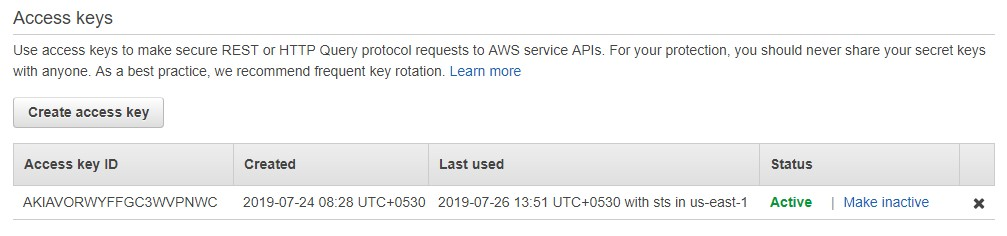 Access keys
Use access keys to make secure REST or HTTP Query protocol requests to AWS service APIs. For your protection, you should never share your secret keys
with anyone. As a best practice, we recommend frequent key rotation. Learn more
Create access key
Access key ID Created Last used Status
AKIAVORWYFFGC3WVPNWC 2019-07-24 08:28 UTC+0530 2019-07-26 13:51 UTC+0530 with sts in us-east-1 Active | Make inactive ✖